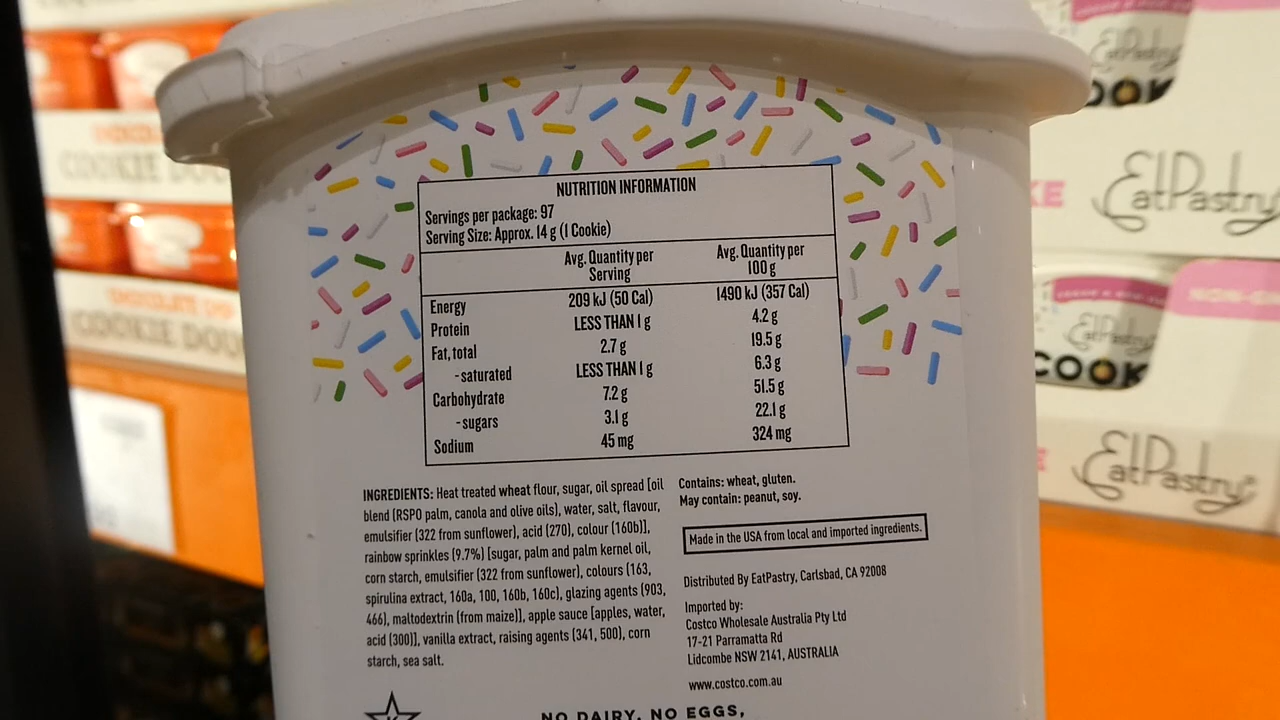 NUTRITION INFORMATION
Servings per package: 97
Serving Size: Approx. 14 g (1 Cookie)
Avg. Quantity per Serving Avg. Quantity per 100 g
Energy 209 kJ (50 Cal) 1490 kJ (357 Cal)
Protein LESS THAN 1 g 4.2 g
Fat, total 2.7 g 19.5 g
-saturated LESS THAN 1 g 6.3 g
Carbohydrate 7.2 g 51.5 g
-sugars 3.1 g 22.1 g
Sodium 45 mg 324 mg
INGREDIENTS: Heat treated wheat flour, sugar, oil spread [oil
blend (RSPO palm, canola and olive oils), water, salt, flavour,
emulsifier (322 from sunflower), acid (270), colour (160b)],
rainbow sprinkles (9.7%) [sugar, palm and palm kernel oil,
corn starch, emulsifier (322 from sunflower), colours (163,
spirulina extract, 160a, 100, 160b, 160c), glazing agents (903,
466), maltodextrin (from maize)], apple sauce [apples, water,
acid (300)], vanilla extract, raising agents (341, 500), corn
starch, sea salt.
Contains: wheat, gluten.
May contain: peanut, soy.
Made in the USA from local and imported ingredients.
Distributed By EatPastry, Carlsbad, CA 92008
Imported by:
Costco Wholesale Australia Pty Ltd
17-21 Parramatta Rd
Lidcombe NSW 2141, AUSTRALIA
www.costco.com.au
NO DAIRY, NO EGGS,
COOKIE DOU
CHOCOLATE CHIP
COOKIE DOU
EatPastry
COOK
EatPastry
KE
EatPastry
COOK
EatPastry